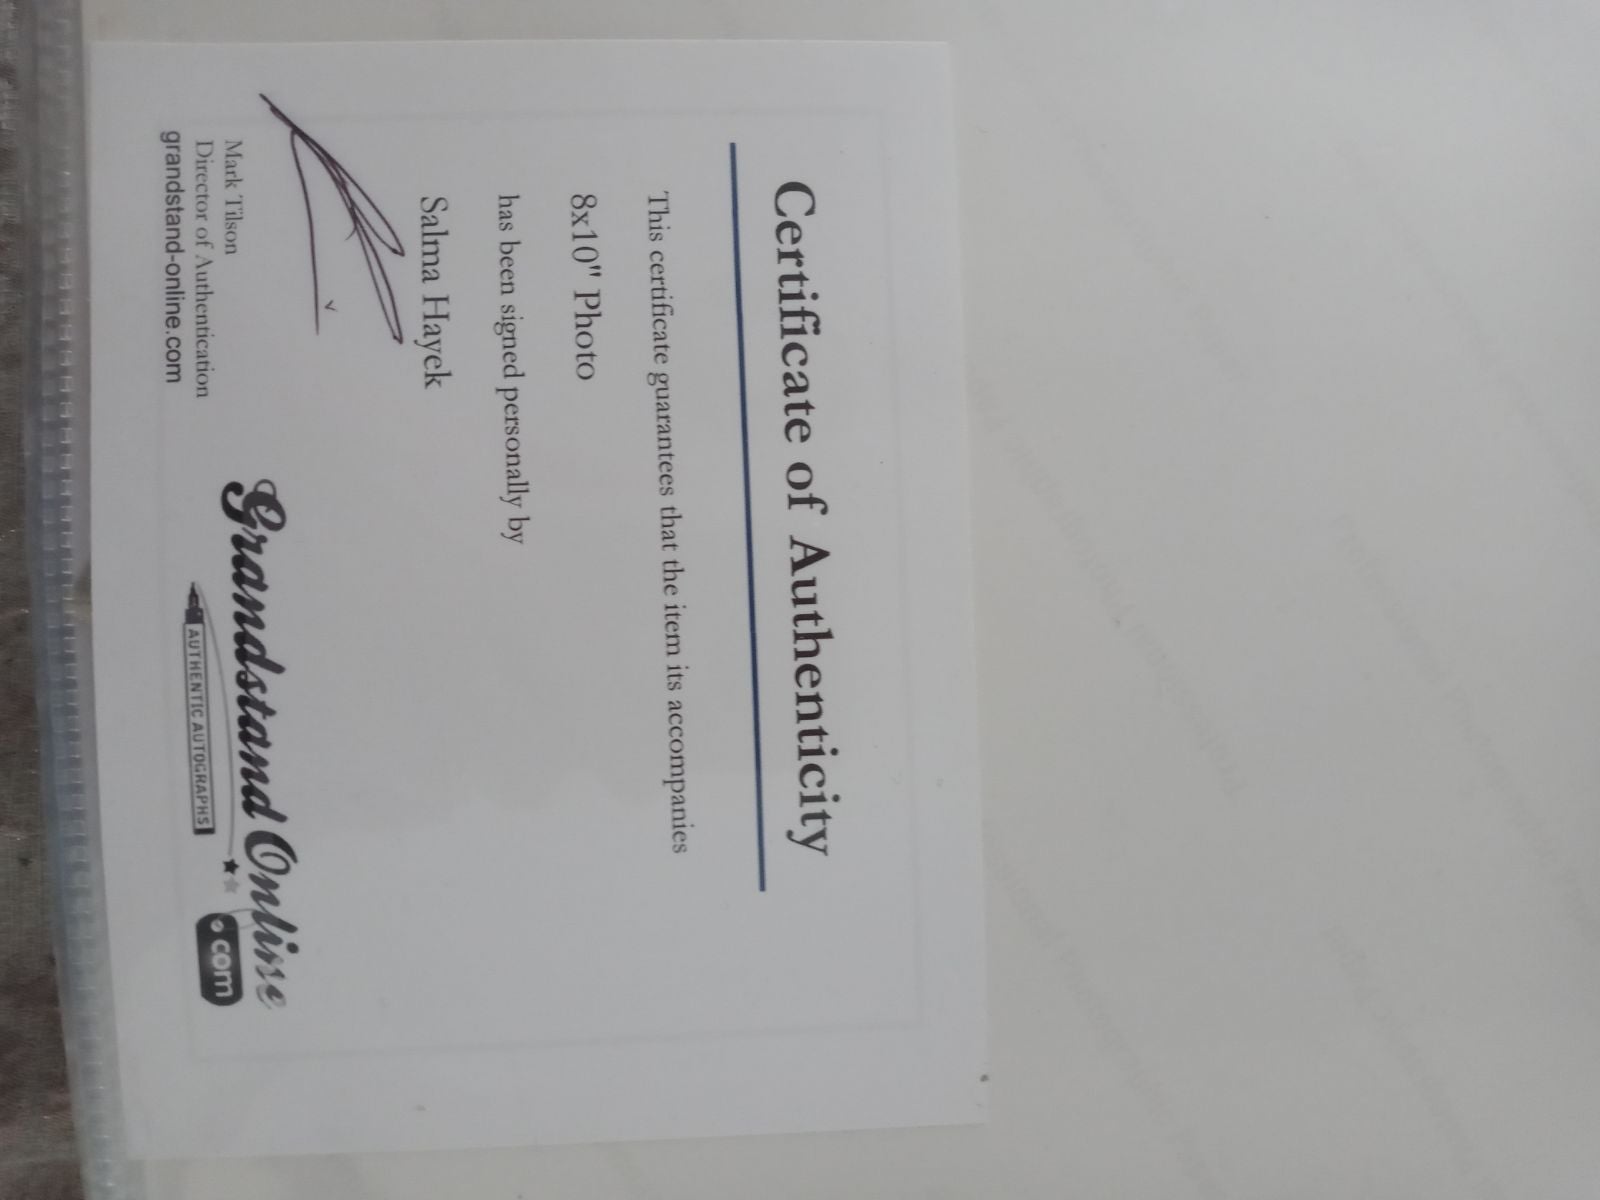 Certificate of Authenticity
This certificate guarantees that the item its accompanies
8x10" Photo
has been signed personally by
Salma Hayek
Mark Tilson
Director of Authentication
grandstand-online.com
Grandstand Online
AUTHENTIC AUTOGRAPHS
com